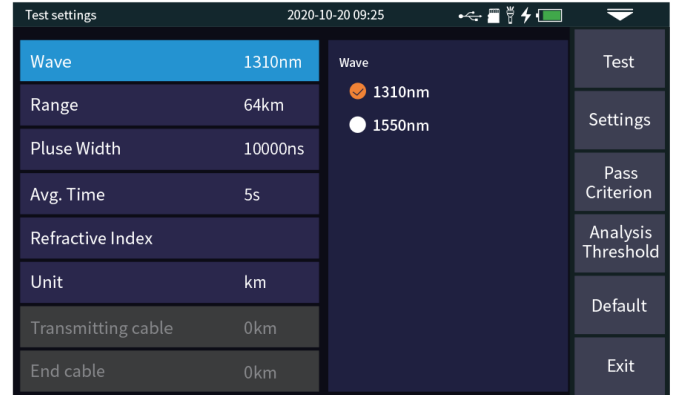 Test settings 2020-10-20 09:25
Wave 1310nm
Range 64km
Pluse Width 10000ns
Avg. Time 5s
Refractive Index
Unit km
Transmitting cable 0km
End cable 0km
Wave
1310nm
1550nm
Test
Settings
Pass
Criterion
Analysis
Threshold
Default
Exit